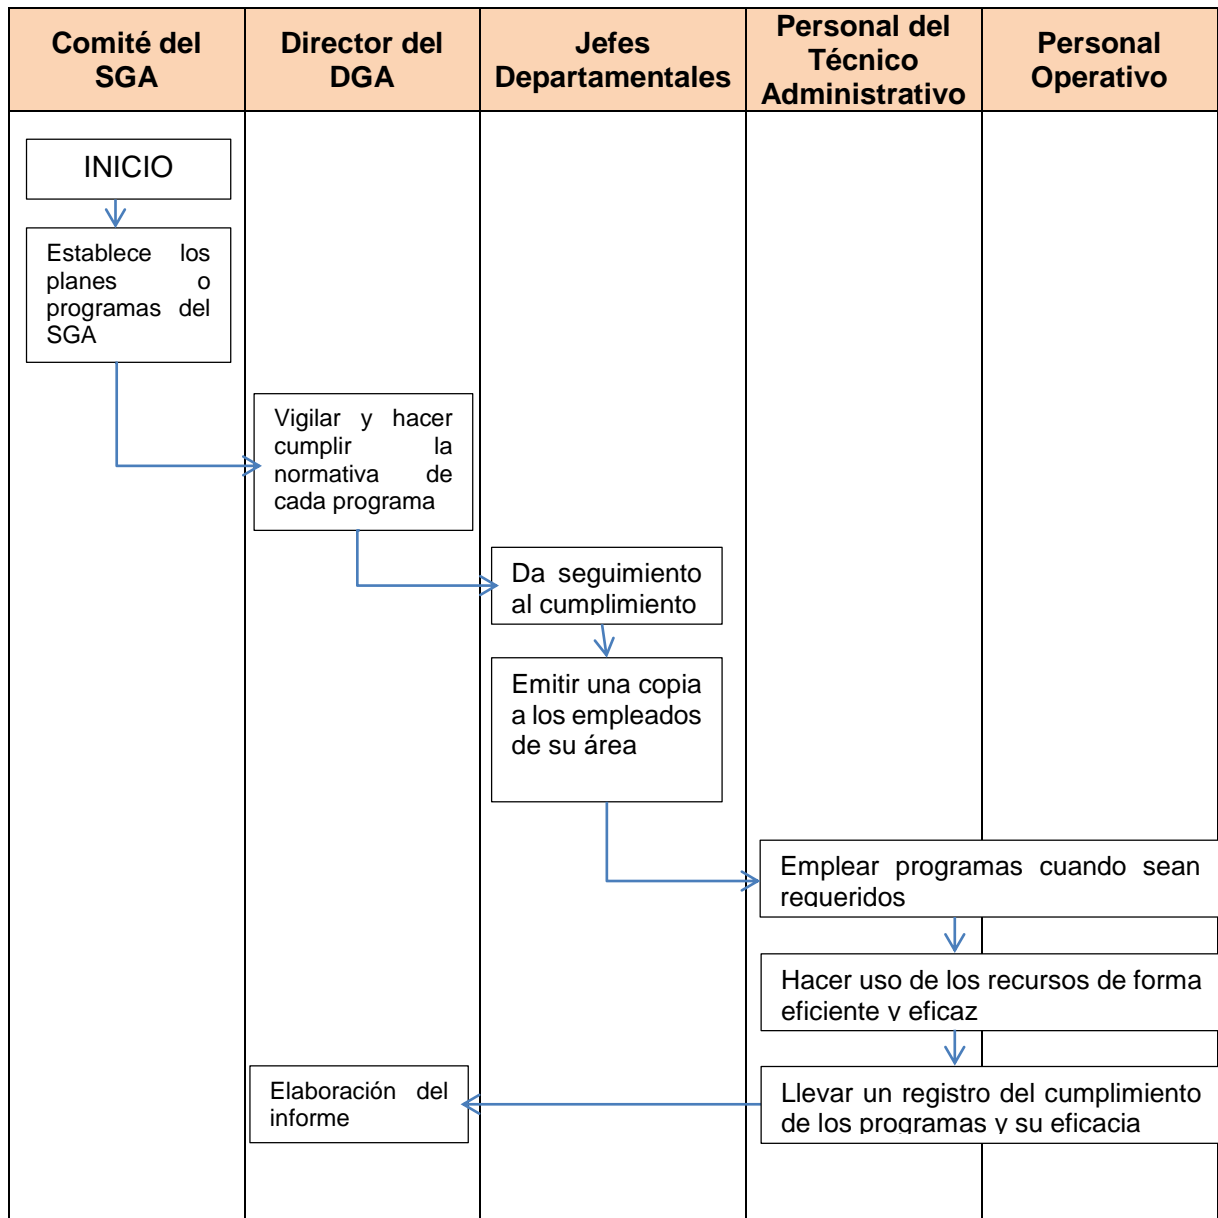 Comité del
SGA
Director del
DGA
Jefes
Departamentales
Personal del
Técnico
Administrativo
Personal
Operativo
INICIO
Establece los
planes o
programas del
SGA
Vigilar y hacer
cumplir la
normativa de
cada programa
Da seguimiento
al cumplimiento
Emitir una copia
a los empleados
de su área
Emplear programas cuando sean
requeridos
Hacer uso de los recursos de forma
eficiente y eficaz
Elaboración del
informe
Llevar un registro del cumplimiento
de los programas y su eficacia